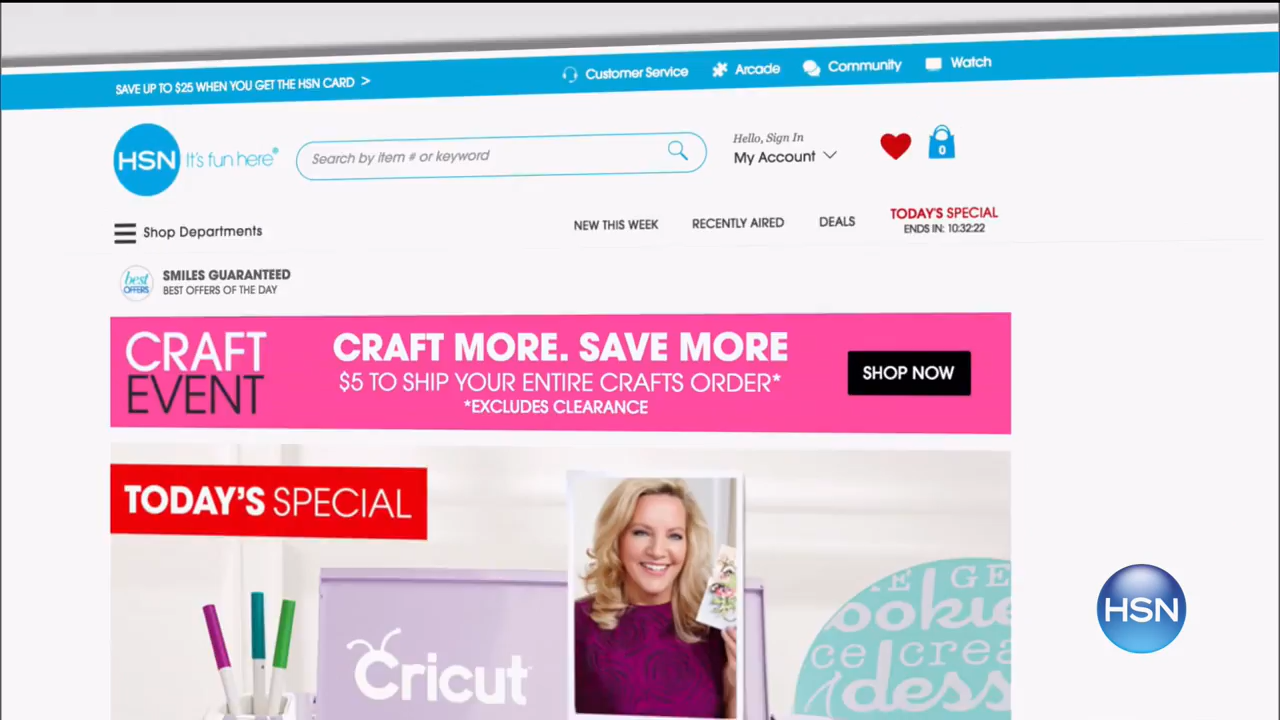 SAVE UP TO $25 WHEN YOU GET THE HSN CARD >
Customer Service
Arcade
Community
Watch
HSN It's fun here®
Search by item # or keyword
Hello, Sign In
My Account
0
Shop Departments
NEW THIS WEEK
RECENTLY AIRED
DEALS
TODAY'S SPECIAL
ENDS IN: 10:32:22
best
OFFERS
SMILES GUARANTEED
BEST OFFERS OF THE DAY
CRAFT
EVENT
CRAFT MORE. SAVE MORE
$5 TO SHIP YOUR ENTIRE CRAFTS ORDER*
*EXCLUDES CLEARANCE
SHOP NOW
TODAY'S SPECIAL
Cricut
HSN